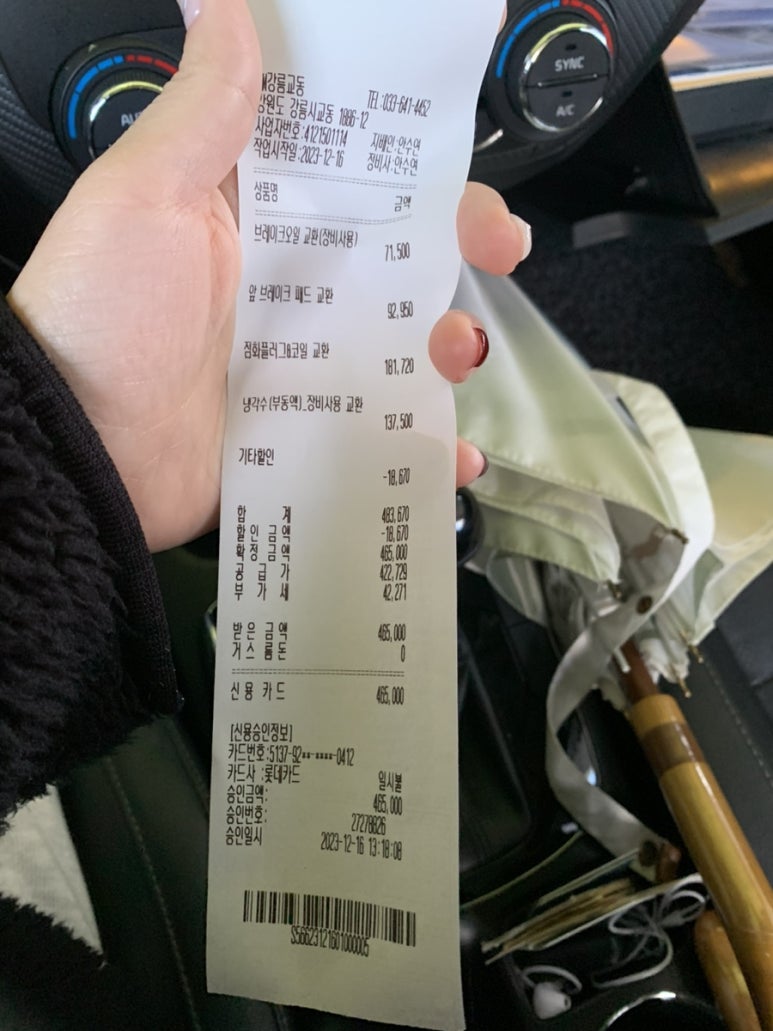 강릉교동
강원도 강릉시교동 1886-12 TEL:033-641-4452
사업자번호:4121501114 지배인:안수연
작업시작일:2023-12-16 정비사:안수연
상품명 금액
브레이크오일 교환(장비사용)
71,500
앞 브레이크 패드 교환
92,950
점화플러그&코일 교환
181,720
냉각수(부동액)_장비사용 교환
137,500
기타할인
-18,670
합 계 483,670
할 인 금 액 -18,670
확 정 금 액 465,000
공 급 가 422,729
부 가 세 42,271
받 은 금 액 465,000
거 스 름 돈 0
신 용 카 드 465,000
[신용승인정보]
카드번호:5137-92**-****-0412
카드사 :롯데카드 일시불
승인금액: 465,000
승인번호: 27278826
승인일시 2023-12-16 13:18:08
S56623121601000005
SYNC
A/C